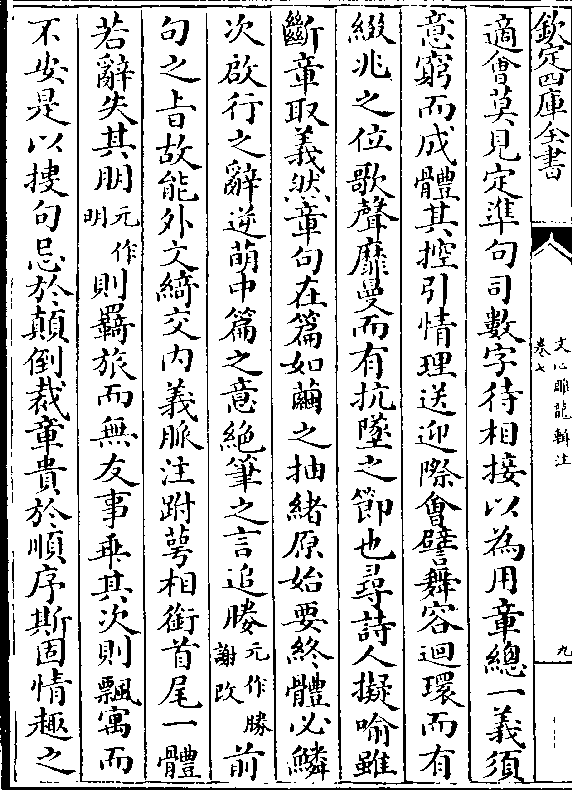 欽定四庫全書
文心雕龍輯注
卷七
九
適會莫見定準句司數字待相接以為用章總一義須
意窮而成體其控引情理送迎際會譬舞容迴環而有
綴兆之位歌聲靡曼而有抗墜之節也尋詩人擬喻雖
斷章取義然章句在篇如繭之抽緒原始要終體必鱗
次啟行之辭逆萌中篇之意絶筆之言追媵元作勝謝改前
句之㫖故能外文綺交内義脈注跗萼相銜首尾一體
若辭失其朋元作明則羈旅而無友事乖其次則飄寓而
不安是以搜句忌於顛倒裁章貴於順序斯固情趣之